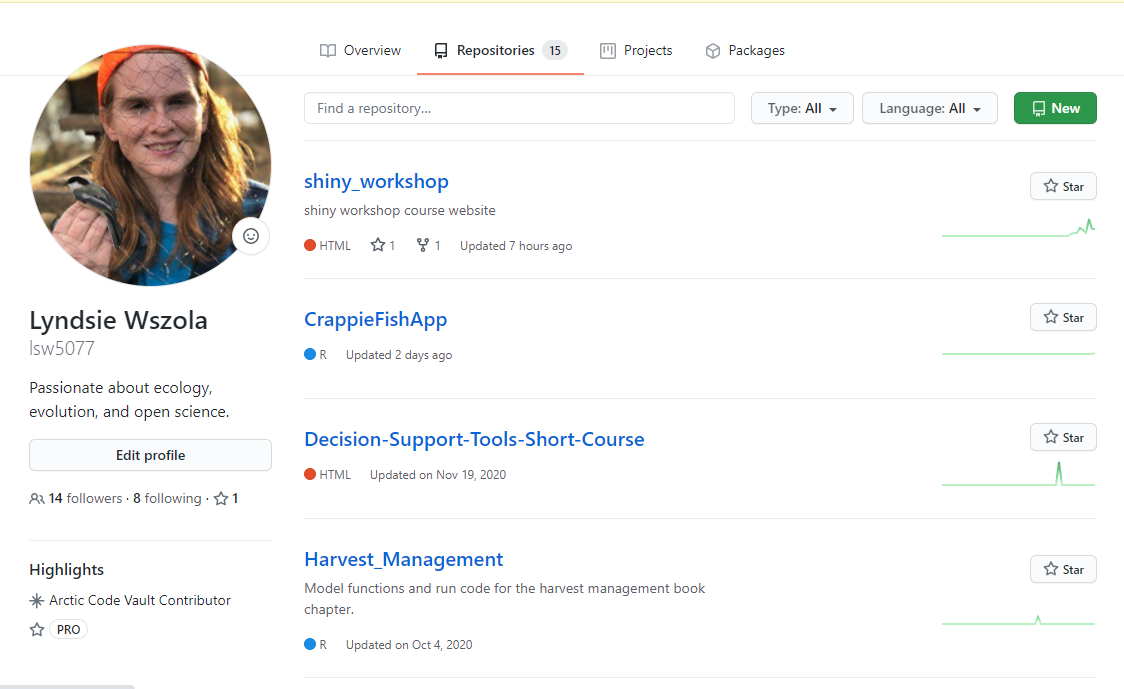 Overview
Repositories 15
Projects
Packages
Find a repository...
Type: All
Language: All
New
Lyndsie Wszola
lsw5077
Passionate about ecology,
evolution, and open science.
Edit profile
14 followers · 8 following · 1
Highlights
Arctic Code Vault Contributor
PRO
shiny_workshop
Star
shiny workshop course website
HTML 1 1 Updated 7 hours ago
CrappieFishApp
Star
R Updated 2 days ago
Decision-Support-Tools-Short-Course
Star
HTML Updated on Nov 19, 2020
Harvest_Management
Star
Model functions and run code for the harvest management book
chapter.
R Updated on Oct 4, 2020